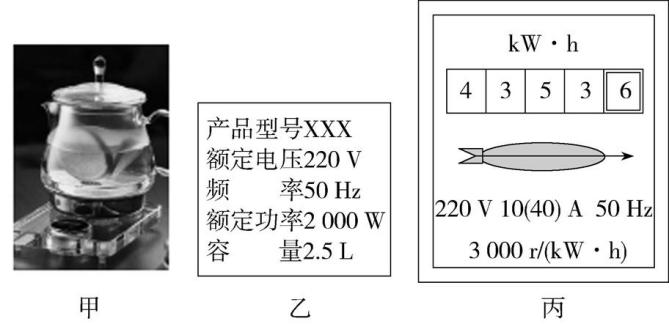 产品型号XXX
额定电压220 V
频 率50 Hz
额定功率2 000 W
容 量2.5 L
kW·h
4 3 5 3 6
220 V 10(40) A 50 Hz
3 000 r/(kW·h)
甲 乙 丙